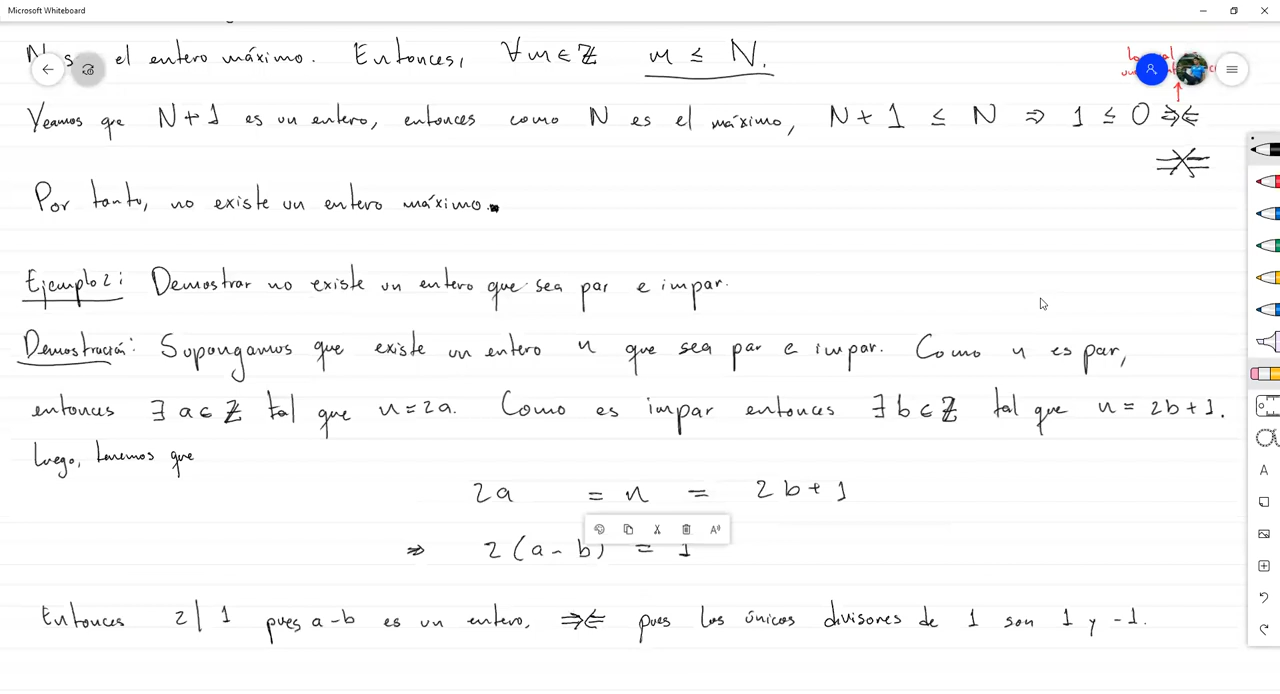 Microsoft Whiteboard
el entero máximo. Entonces, ∀m∈ℤ m ≤ N.
Veamos que N+1 es un entero, entonces como N es el máximo, N+1 ≤ N ⇒ 1 ≤ 0 ⇒⇐
Por tanto, no existe un entero máximo.
Ejemplo 2: Demostrar no existe un entero que sea par e impar.
Demostración: Supongamos que existe un entero n que sea par e impar. Como n es par,
entonces ∃ a∈ℤ tal que n=2a. Como es impar entonces ∃ b∈ℤ tal que n = 2b+1.
Luego, tenemos que
2a = n = 2b+1
⇒ 2(a-b) = 1
Entonces 2|1 pues a-b es un entero, ⇒⇐ pues los únicos divisores de 1 son 1 y -1.